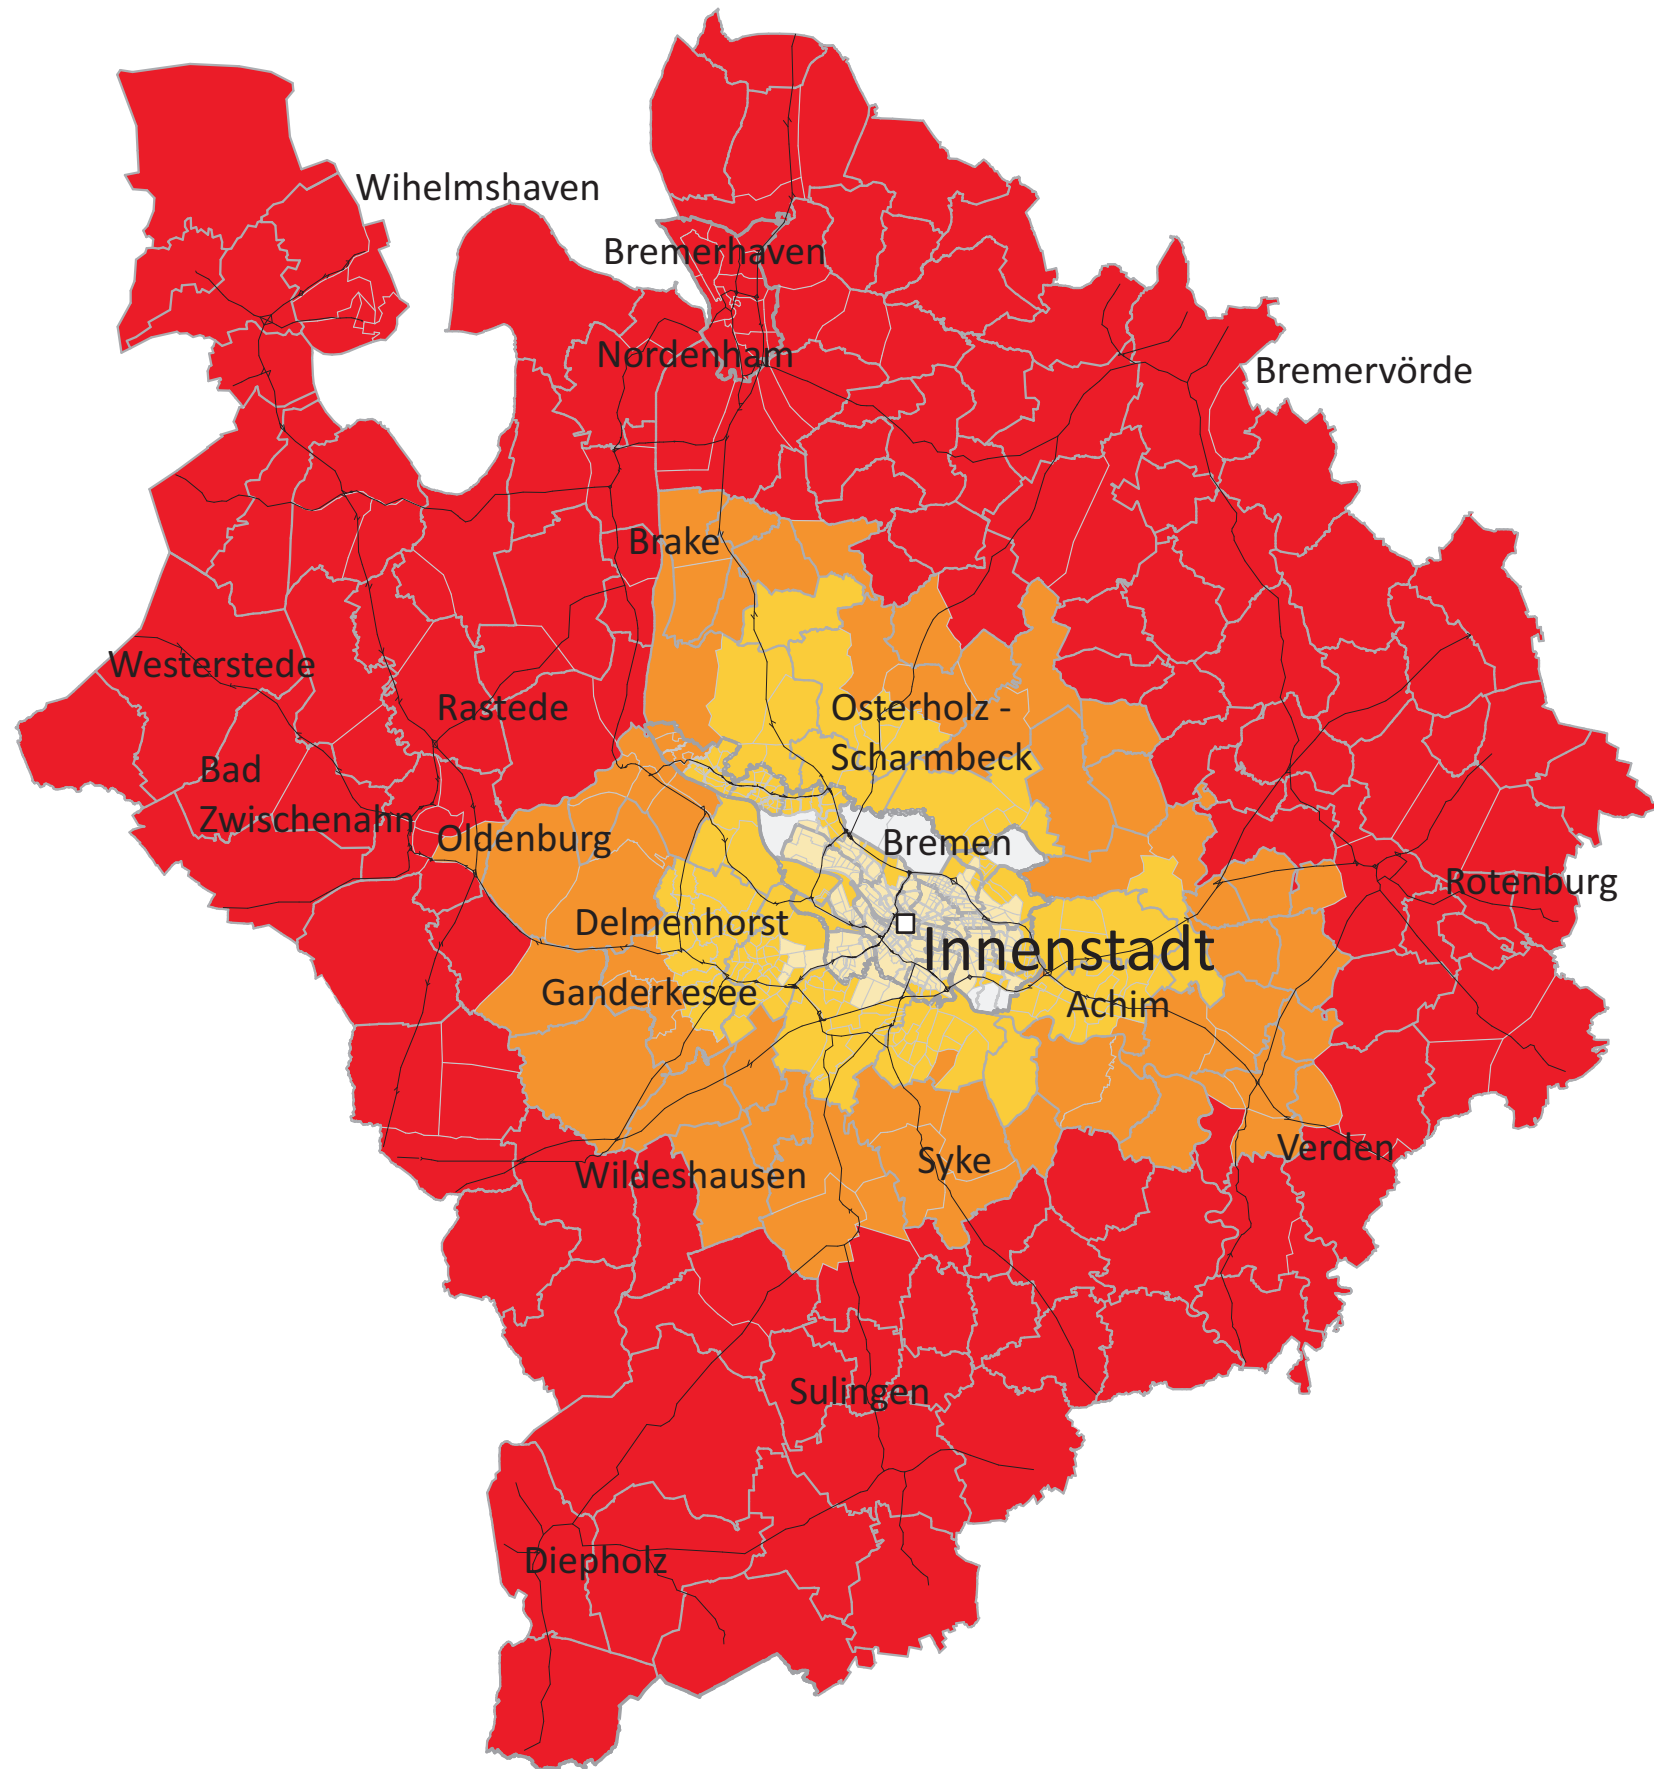 Wihelmshaven
Bremerhaven
Nordenham
Bremervörde
Brake
Westerstede
Rastede
Osterholz -
Scharmbeck
Bad
Zwischenahn
Oldenburg
Bremen
Rotenburg
Delmenhorst
Innenstadt
Ganderkesee
Achim
Verden
Wildeshausen
Syke
Sulingen
Diepholz